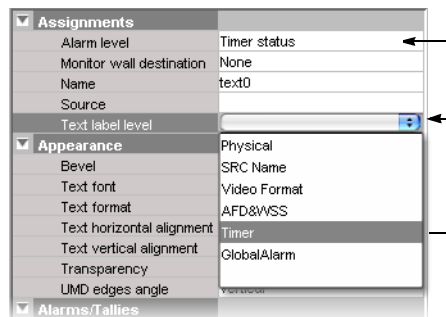 Assignments
Alarm level Timer status
Monitor wall destination None
Name text0
Source
Text label level
Appearance Physical
Bevel SRC Name
Text font Video Format
Text format AFD&WSS
Text horizontal alignment Timer
Text vertical alignment GlobalAlarm
Transparency
UMD edges angle vertical
Alarms/Tallies